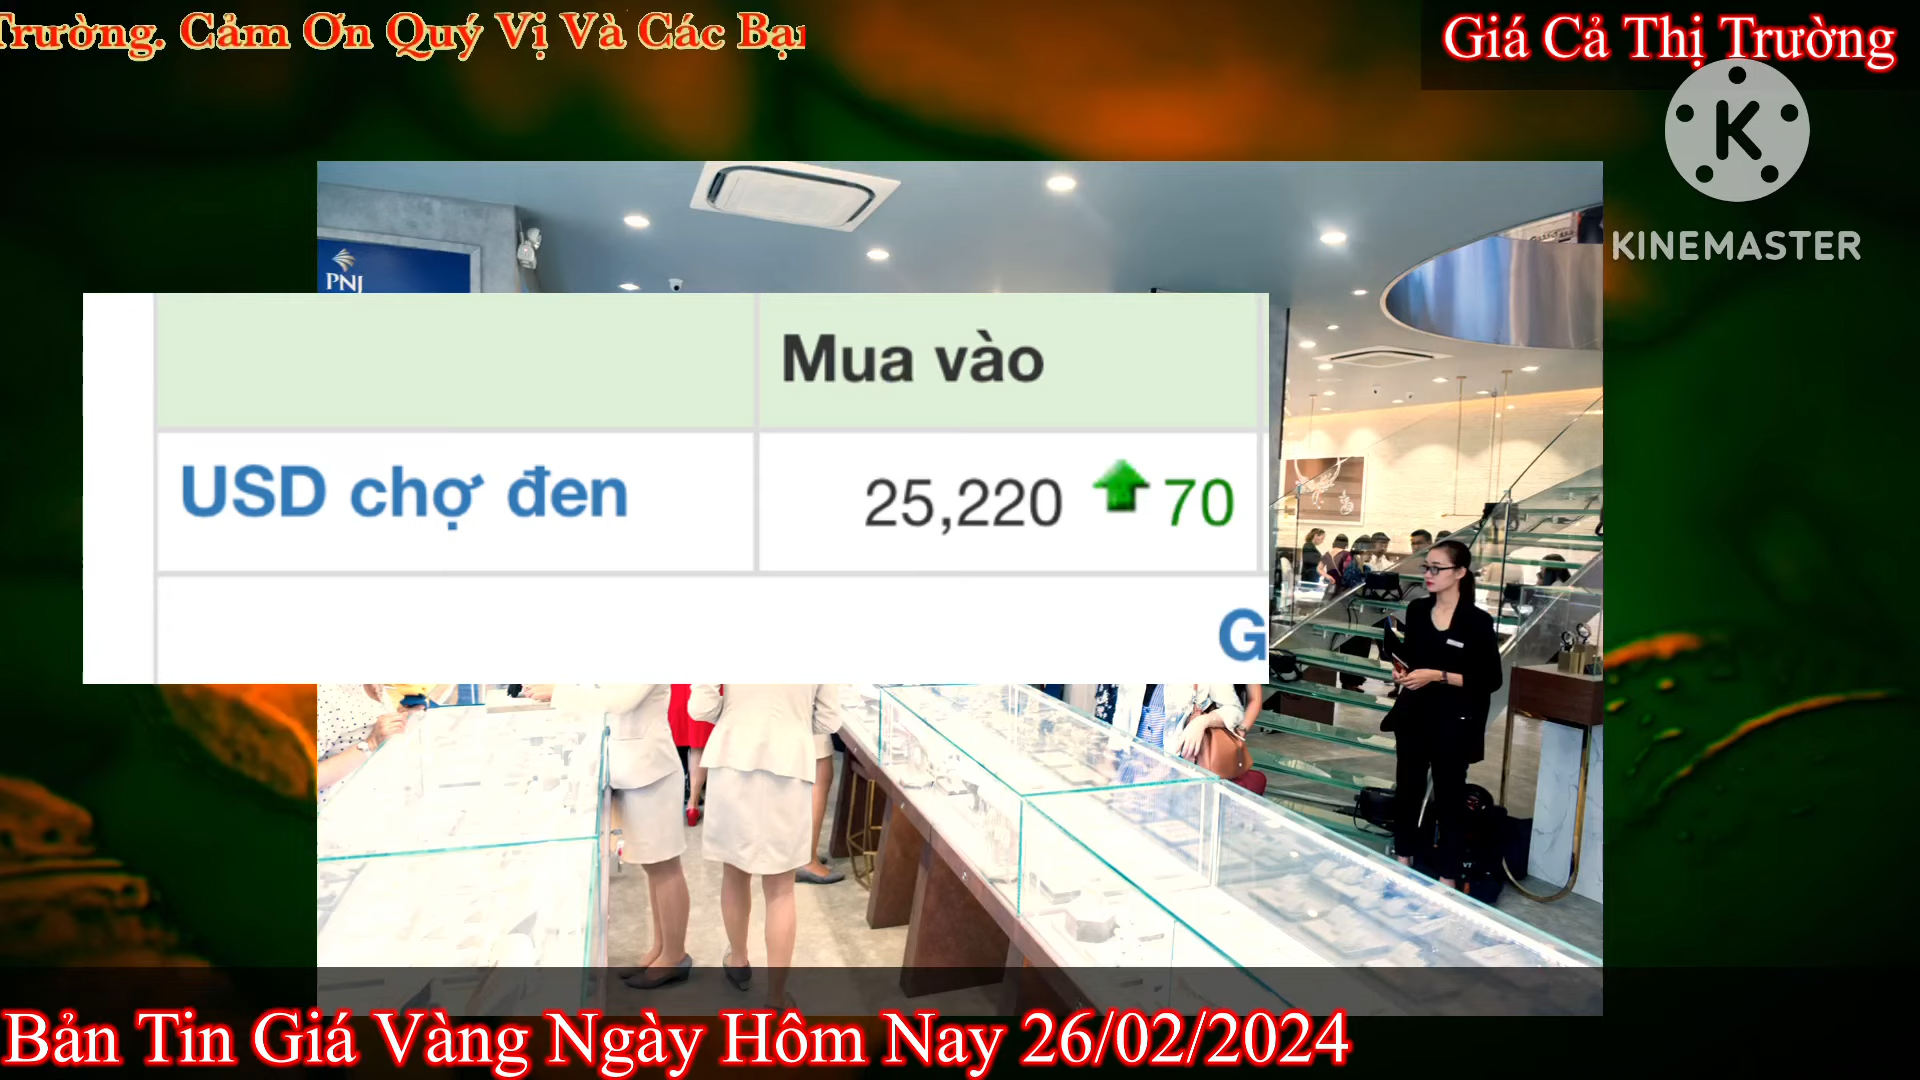 Trường. Cảm Ơn Quý Vị Và Các Bạn
Giá Cả Thị Trường
KINEMASTER
PNJ
Mua vào
USD chợ đen
25,220 70
G
Bản Tin Giá Vàng Ngày Hôm Nay 26/02/2024